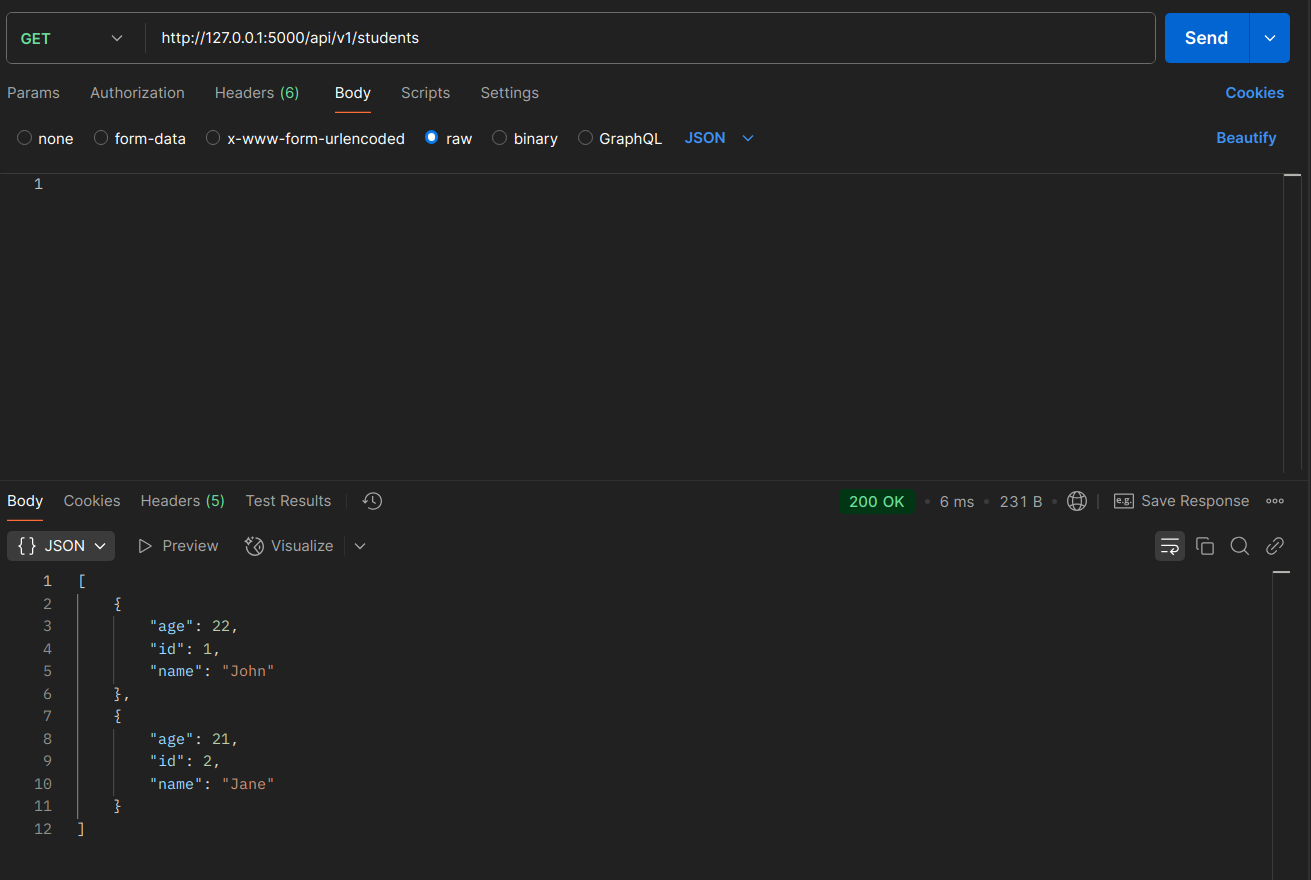 GET http://127.0.0.1:5000/api/v1/students Send
Params Authorization Headers (6) Body Scripts Settings Cookies
none form-data x-www-form-urlencoded raw binary GraphQL JSON Beautify
1
Body Cookies Headers (5) Test Results 200 OK • 6 ms • 231 B • e.g. Save Response
{ } JSON Preview Visualize
1 [
2 {
3 "age": 22,
4 "id": 1,
5 "name": "John"
6 },
7 {
8 "age": 21,
9 "id": 2,
10 "name": "Jane"
11 }
12 ]